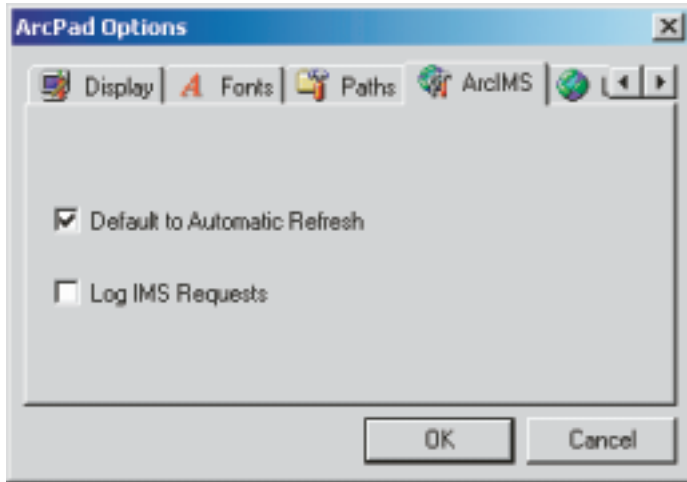 ArcPad Options
Display Fonts Paths ArcIMS
Default to Automatic Refresh
Log IMS Requests
OK Cancel